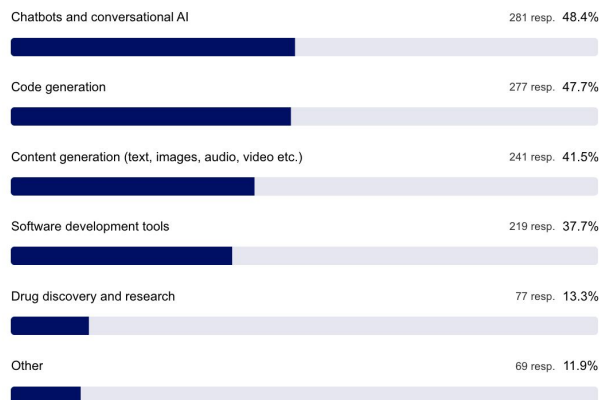 Chatbots and conversational AI 281 resp. 48.4%
Code generation 277 resp. 47.7%
Content generation (text, images, audio, video etc.) 241 resp. 41.5%
Software development tools 219 resp. 37.7%
Drug discovery and research 77 resp. 13.3%
Other 69 resp. 11.9%